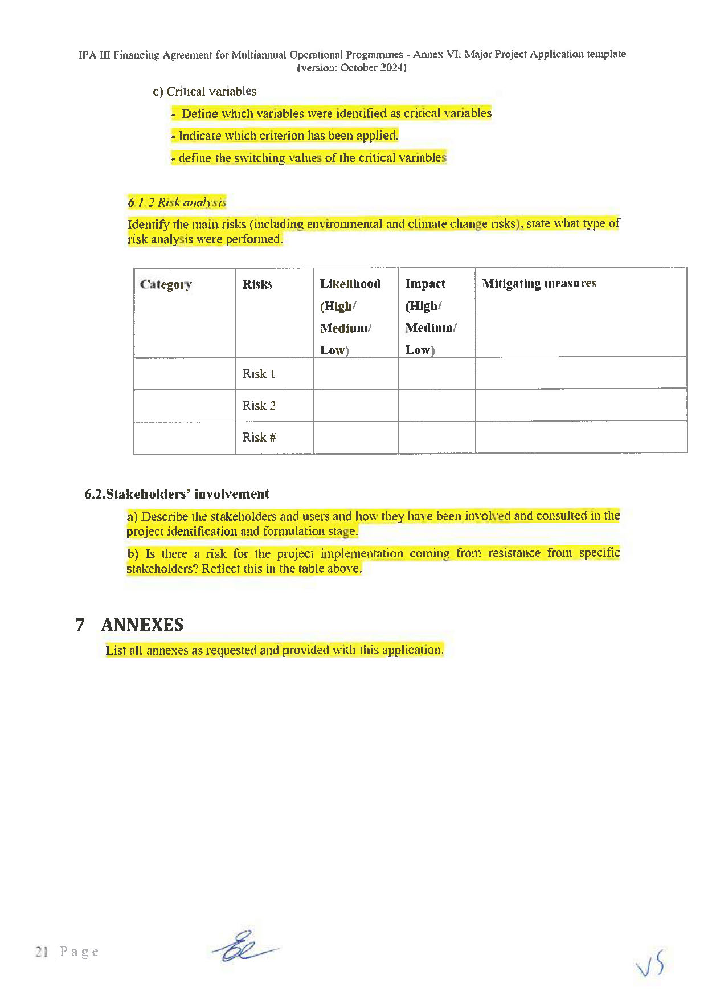 IPA III Financing Agreement for Multiannual Operational Programmes - Annex VI: Major Project Application template
(version: October 2024)
c) Critical variables
- Define which variables were identified as critical variables
- Indicate which criterion has been applied.
- define the switching values of the critical variables
6.1.2 Risk analysis
Identify the main risks (including environmental and climate change risks), state what type of
risk analysis were performed.
Category Risks Likelihood Impact Mitigating measures
(High/ (High/
Medium/ Medium/
Low) Low)
Risk 1
Risk 2
Risk #
6.2.Stakeholders' involvement
a) Describe the stakeholders and users and how they have been involved and consulted in the
project identification and formulation stage.
b) Is there a risk for the project implementation coming from resistance from specific
stakeholders? Reflect this in the table above.
7 ANNEXES
List all annexes as requested and provided with this application.
21 | P a g e
VS